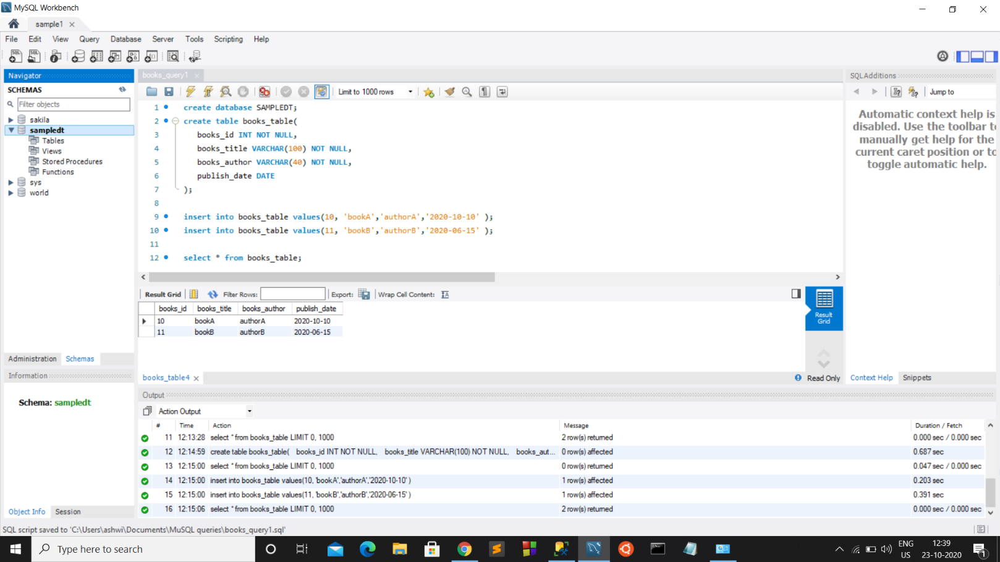 MySQL Workbench
sample1
File Edit View Query Database Server Tools Scripting Help
Navigator
SCHEMAS
Filter objects
sakila
sampledt
Tables
Views
Stored Procedures
Functions
sys
world
Administration Schemas
Information
Schema: sampledt
Object Info Session
books_query1
Limit to 1000 rows
1 create database SAMPLEDT;
2 create table books_table(
3 books_id INT NOT NULL,
4 books_title VARCHAR(100) NOT NULL,
5 books_author VARCHAR(40) NOT NULL,
6 publish_date DATE
7 );
8
9 insert into books_table values(10, 'bookA','authorA','2020-10-10' );
10 insert into books_table values(11, 'bookB','authorB','2020-06-15' );
11
12 select * from books_table;
Result Grid Filter Rows: Export: Wrap Cell Content:
books_id books_title books_author publish_date
10 bookA authorA 2020-10-10
11 bookB authorB 2020-06-15
Result
Grid
books_table4
Read Only
SQLAdditions
Jump to
Automatic context help is
disabled. Use the toolbar to
manually get help for the
current caret position or to
toggle automatic help.
Context Help Snippets
Output
Action Output
# Time Action Message Duration / Fetch
11 12:13:28 select * from books_table LIMIT 0, 1000 2 row(s) returned 0.000 sec / 0.000 sec
12 12:14:59 create table books_table( books_id INT NOT NULL, books_title VARCHAR(100) NOT NULL, books_aut... 0 row(s) affected 0.687 sec
13 12:15:00 select * from books_table LIMIT 0, 1000 0 row(s) returned 0.047 sec / 0.000 sec
14 12:15:00 insert into books_table values(10, 'bookA','authorA','2020-10-10' ) 1 row(s) affected 0.203 sec
15 12:15:00 insert into books_table values(11, 'bookB','authorB','2020-06-15' ) 1 row(s) affected 0.391 sec
16 12:15:06 select * from books_table LIMIT 0, 1000 2 row(s) returned 0.000 sec / 0.000 sec
SQL script saved to 'C:\Users\ashwi\Documents\MuSQL queries\books_query1.sql'
Type here to search
ENG
US
12:39
23-10-2020
1